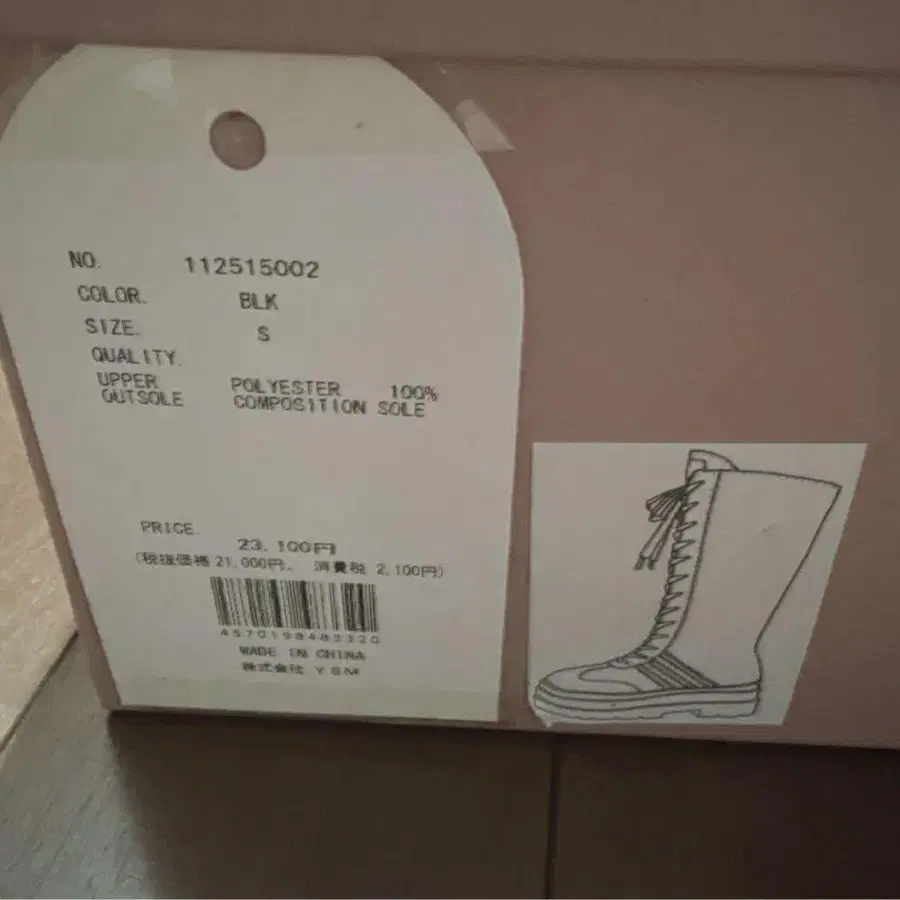 NO. 112515002
COLOR. BLK
SIZE. S
QUALITY.
UPPER POLYESTER 100%
OUTSOLE COMPOSITION SOLE
PRICE 23,100円
(税抜価格 21,000円、 消費税 2,100円)
4570198483320
MADE IN CHINA
株式会社 YSM